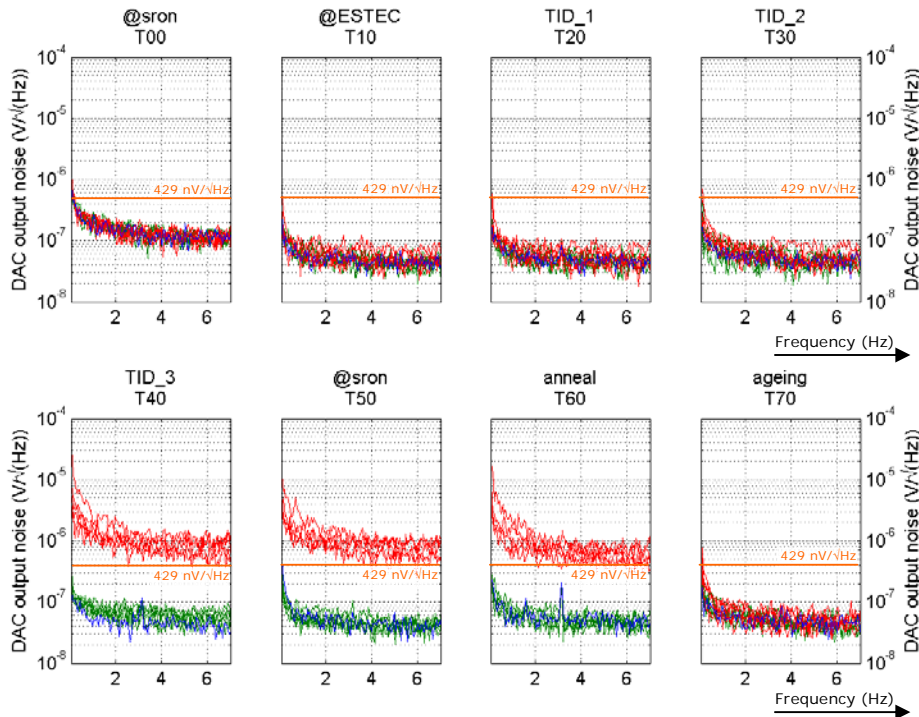 @sron @ESTEC TID_1 TID_2
T00 T10 T20 T30
DAC output noise (V/√(Hz))
10^-4 10^-4
10^-5 10^-5
10^-6 10^-6
429 nV/√Hz 429 nV/√Hz 429 nV/√Hz 429 nV/√Hz
10^-7 10^-7
10^-8 10^-8
DAC output noise (V/√(Hz))
2 4 6 2 4 6 2 4 6 2 4 6
Frequency (Hz)
TID_3 @sron anneal ageing
T40 T50 T60 T70
DAC output noise (V/√(Hz))
10^-4 10^-4
10^-5 10^-5
10^-6 10^-6
429 nV/√Hz 429 nV/√Hz 429 nV/√Hz 429 nV/√Hz
10^-7 10^-7
10^-8 10^-8
DAC output noise (V/√(Hz))
2 4 6 2 4 6 2 4 6 2 4 6
Frequency (Hz)